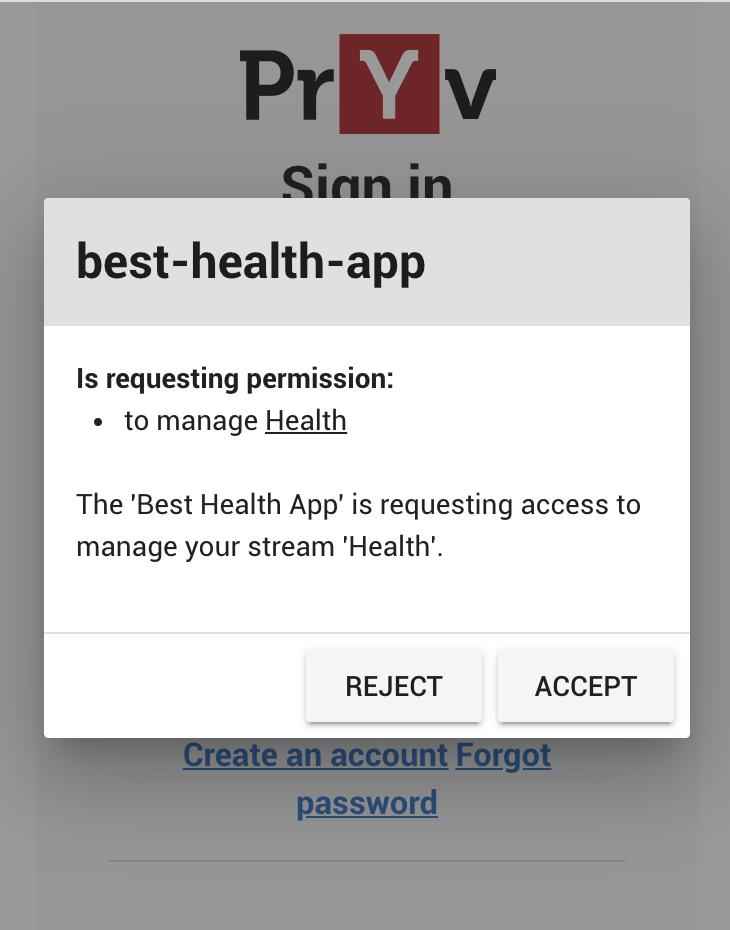 PrYv
Sign in
best-health-app
Is requesting permission:
• to manage Health
The 'Best Health App' is requesting access to
manage your stream 'Health'.
REJECT ACCEPT
Create an account Forgot
password